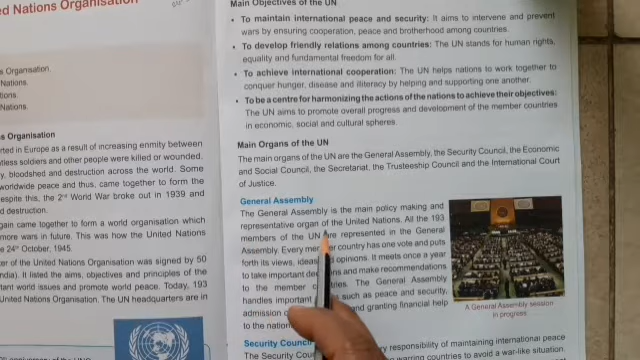 ed Nations Organisation
s Organisation.
Nations.
tions.
Nations.
s Organisation
rted in Europe as a result of increasing enmity between
tless soldiers and other people were killed or wounded.
y, bloodshed and destruction across the world. Some
worldwide peace and thus, came together to form the
espite this, the 2nd World War broke out in 1939 and
d destruction.
gain came together to form a world organisation which
more wars in future. This was how the United Nations
24th October, 1945.
er of the United Nations Organisation was signed by 50
ndia). It listed the aims, objectives and principles of the
tant world issues and promote world peace. Today, 193
United Nations Organisation. The UN headquarters are in
Main Objectives of the UN
• To maintain international peace and security: It aims to intervene and prevent
wars by ensuring cooperation, peace and brotherhood among countries.
• To develop friendly relations among countries: The UN stands for human rights,
equality and fundamental freedom for all.
• To achieve international cooperation: The UN helps nations to work together to
conquer hunger, disease and illiteracy by helping and supporting one another.
• To be a centre for harmonizing the actions of the nations to achieve their objectives:
The UN aims to promote overall progress and development of the member countries
in economic, social and cultural spheres.
Main Organs of the UN
The main organs of the UN are the General Assembly, the Security Council, the Economic
and Social Council, the Secretariat, the Trusteeship Council and the International Court
of Justice.
General Assembly
The General Assembly is the main policy making and
representative organ of the United Nations. All the 193
members of the UN are represented in the General
Assembly. Every mem r country has one vote and puts
forth its views, idea opinions. It meets once a year
to take important de ns and make recommendations
to the member c ries. The General Assembly
handles important such as peace and security,
admission o and granting financial help
to the nation
A General Assembly session
in progress
Security Counc
The Security Cou ry responsibility of maintaining international peace
warring countries to avoid a war-like situation.